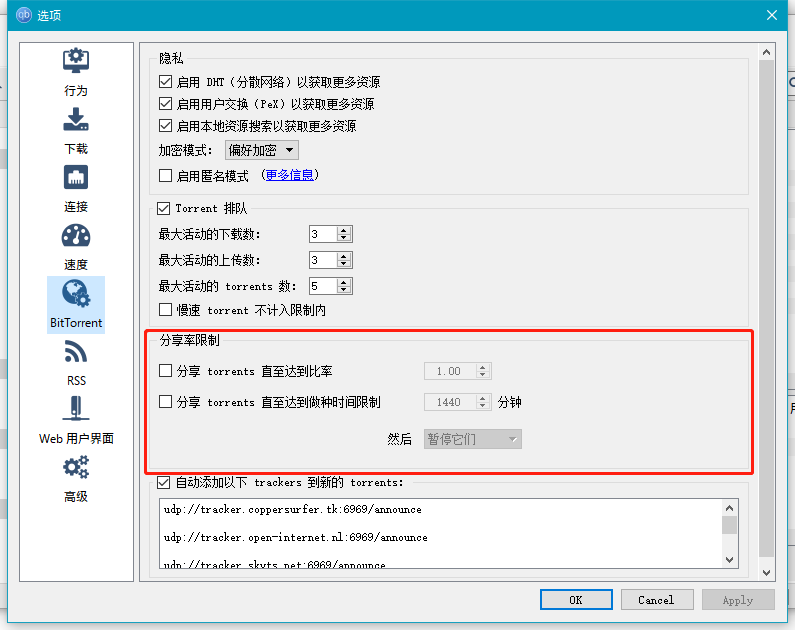 qb 选项
行为
下载
连接
速度
BitTorrent
RSS
Web 用户界面
高级
隐私
启用 DHT (分散网络) 以获取更多资源
启用用户交换 (PeX) 以获取更多资源
启用本地资源搜索以获取更多资源
加密模式: 偏好加密
启用匿名模式 (更多信息)
Torrent 排队
最大活动的下载数: 3
最大活动的上传数: 3
最大活动的 torrents 数: 5
慢速 torrent 不计入限制内
分享率限制
分享 torrents 直至达到比率 1.00
分享 torrents 直至达到做种时间限制 1440 分钟
然后 暂停它们
自动添加以下 trackers 到新的 torrents:
udp://tracker.coppersurfer.tk:6969/announce
udp://tracker.open-internet.nl:6969/announce
udp://tracker.skyts.net:6969/announce
OK Cancel Apply